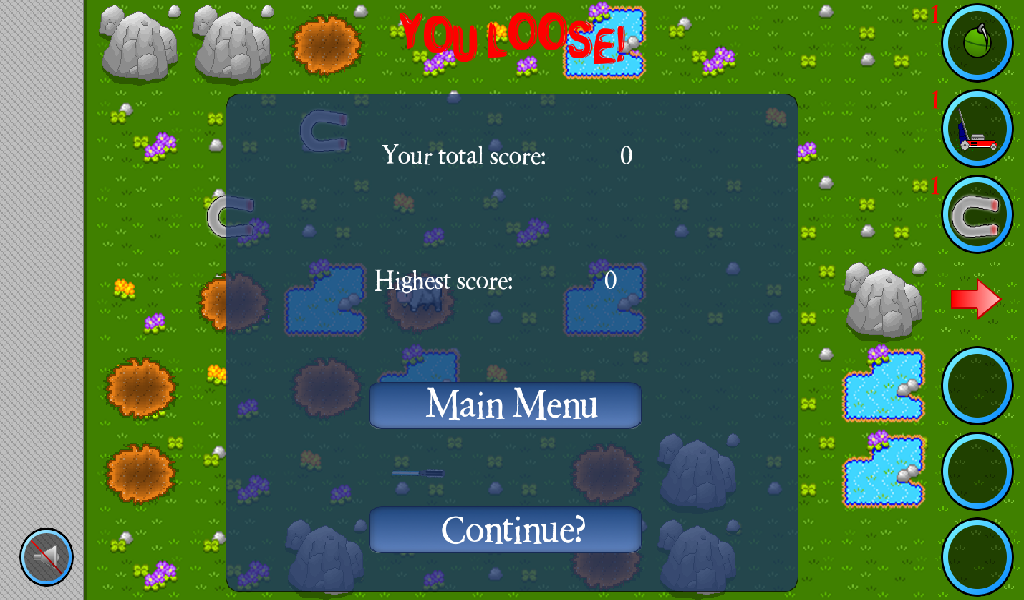 YOU LOOSE!
1
1
Your total score: 0
1
Highest score: 0
Main Menu
Continue?